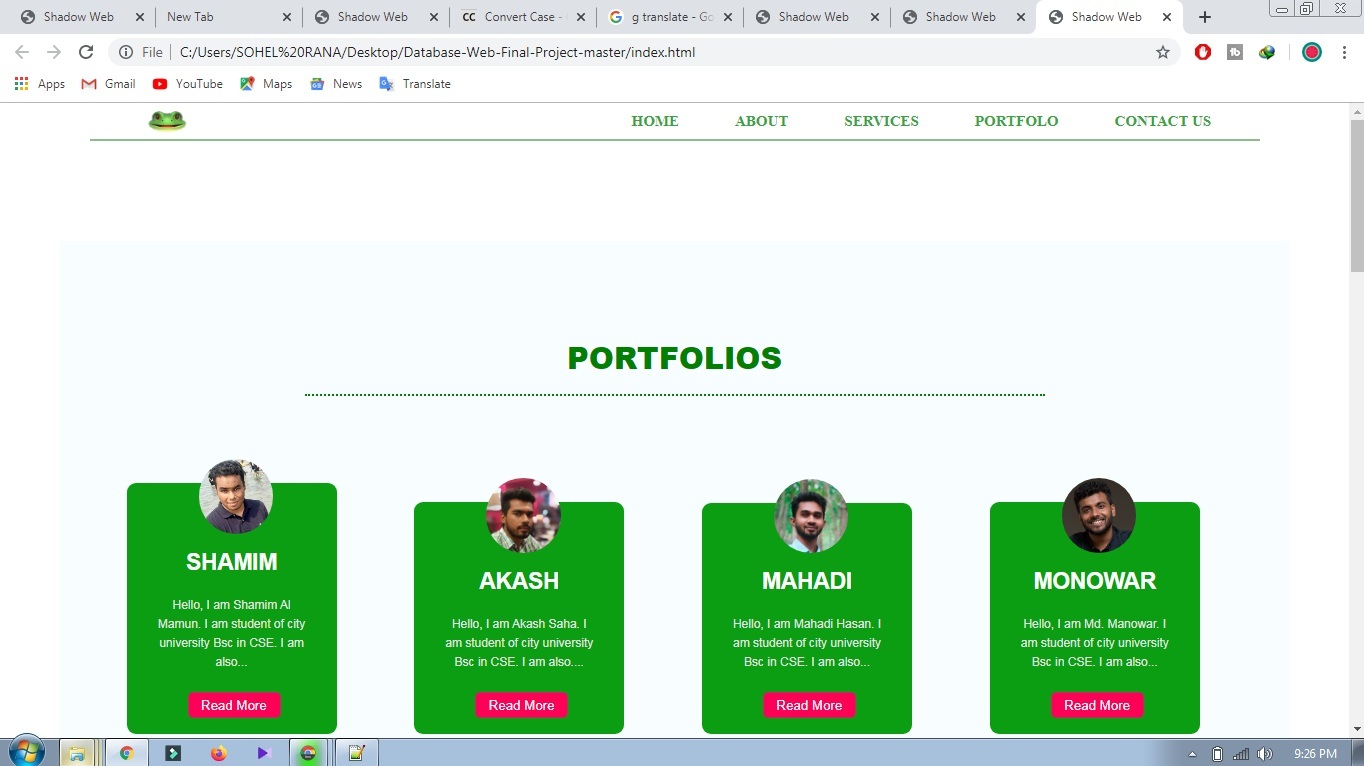 Shadow Web
New Tab
Shadow Web
CC Convert Case -
g translate - Go
Shadow Web
Shadow Web
Shadow Web
File C:/Users/SOHEL%20RANA/Desktop/Database-Web-Final-Project-master/index.html
Apps Gmail YouTube Maps News Translate
HOME ABOUT SERVICES PORTFOLO CONTACT US
PORTFOLIOS
SHAMIM
Hello, I am Shamim Al
Mamun. I am student of city
university Bsc in CSE. I am
also...
Read More
AKASH
Hello, I am Akash Saha. I
am student of city university
Bsc in CSE. I am also....
Read More
MAHADI
Hello, I am Mahadi Hasan. I
am student of city university
Bsc in CSE. I am also...
Read More
MONOWAR
Hello, I am Md. Manowar. I
am student of city university
Bsc in CSE. I am also...
Read More
9:26 PM